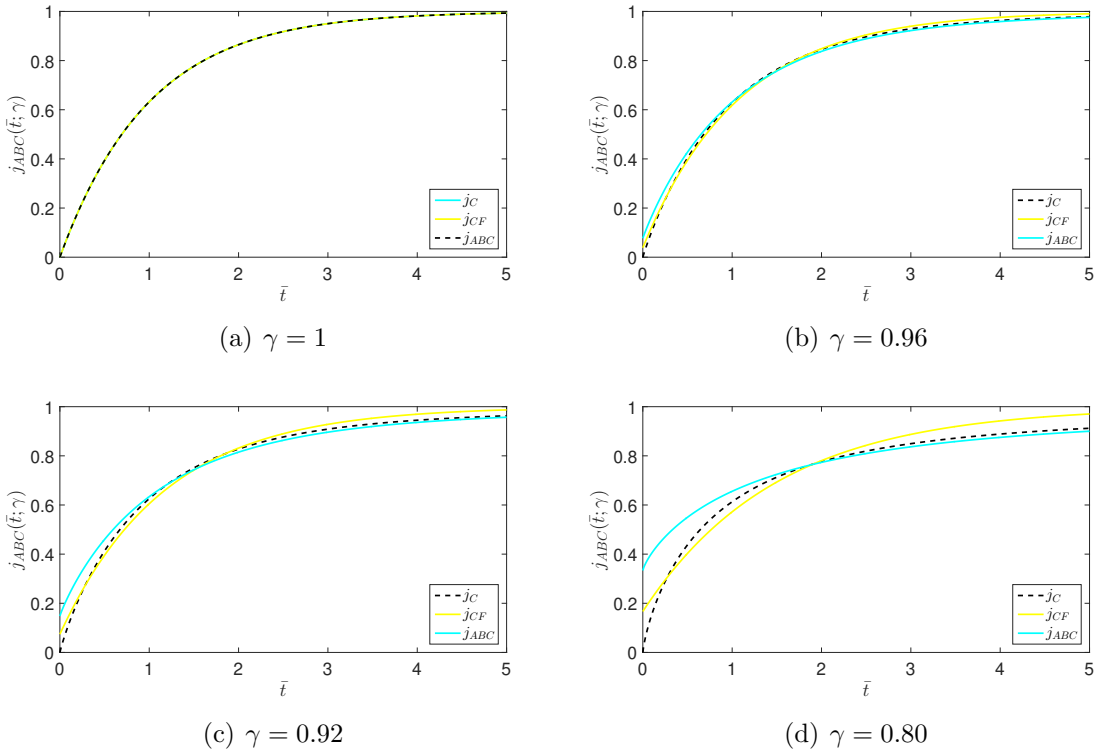 1
0.8
0.6
0.4
0.2
0
j_{ABC}(\bar{t}; γ)
j_C
j_{CF}
j_{ABC}
0 1 2 3 4 5
\bar{t}
(a) γ = 1
1
0.8
0.6
0.4
0.2
0
j_{ABC}(\bar{t}; γ)
j_C
j_{CF}
j_{ABC}
0 1 2 3 4 5
\bar{t}
(b) γ = 0.96
1
0.8
0.6
0.4
0.2
0
j_{ABC}(\bar{t}; γ)
j_C
j_{CF}
j_{ABC}
0 1 2 3 4 5
\bar{t}
(c) γ = 0.92
1
0.8
0.6
0.4
0.2
0
j_{ABC}(\bar{t}; γ)
j_C
j_{CF}
j_{ABC}
0 1 2 3 4 5
\bar{t}
(d) γ = 0.80